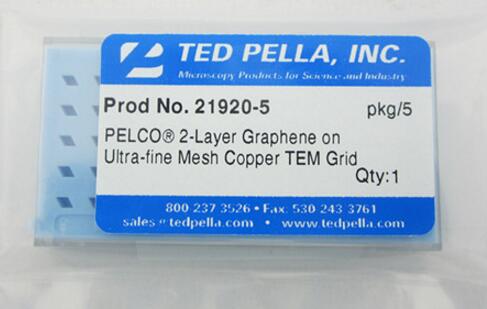 TED PELLA, INC.
Microscopy Products for Science and Industry
Prod No. 21920-5 pkg/5
PELCO® 2-Layer Graphene on
Ultra-fine Mesh Copper TEM Grid
Qty:1
800 237 3526 • Fax 530-243 3761
sales@tedpella.com • www.tedpella.com